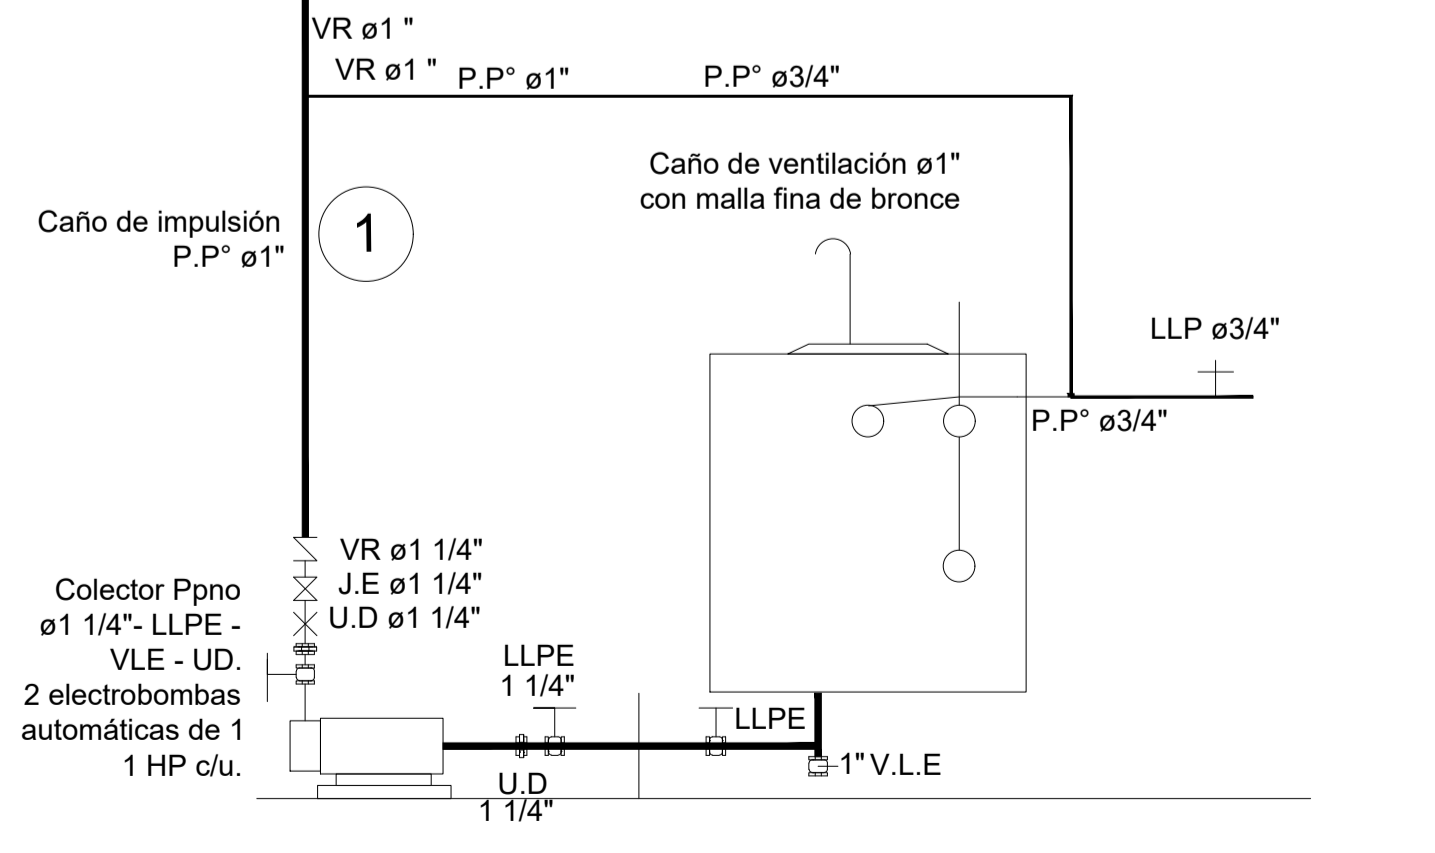 VR ø1 "
VR ø1 "
P.P° ø1"
P.P° ø3/4"
Caño de ventilación ø1"
con malla fina de bronce
Caño de impulsión
P.P° ø1"
1
LLP ø3/4"
P.P° ø3/4"
VR ø1 1/4"
J.E ø1 1/4"
U.D ø1 1/4"
Colector Ppno
ø1 1/4"- LLPE -
VLE - UD.
2 electrobombas
automáticas de 1
1 HP c/u.
LLPE
1 1/4"
LLPE
1" V.L.E
U.D
1 1/4"